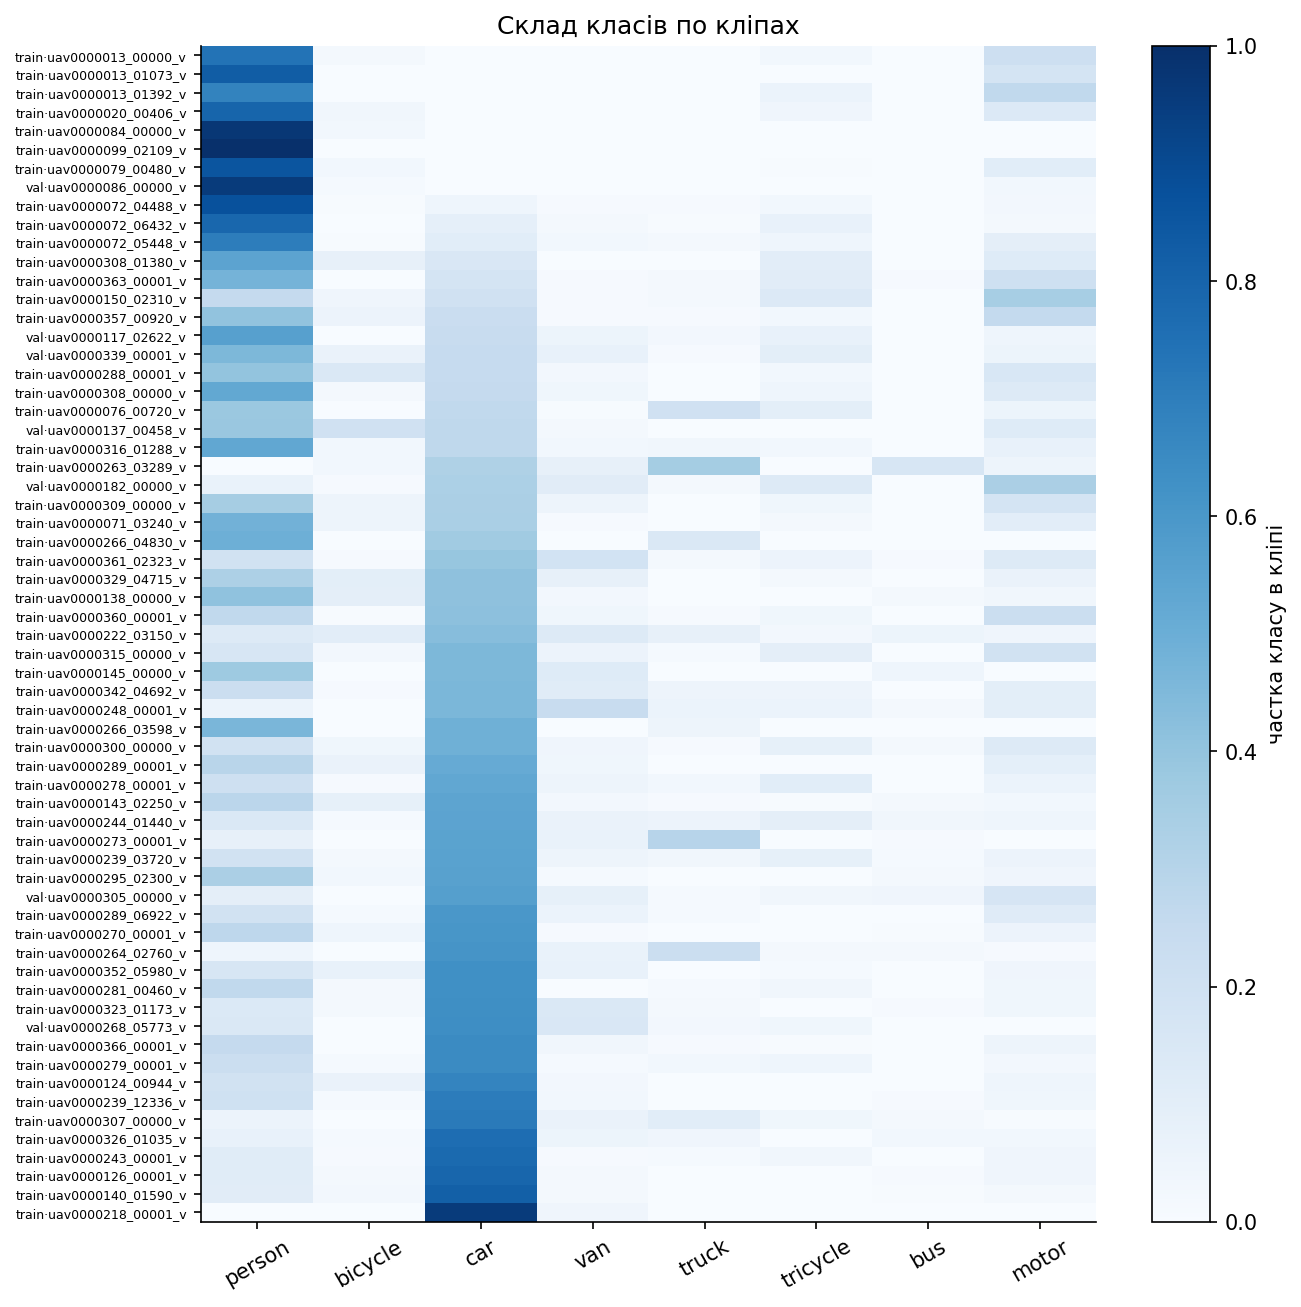 Склад класів по кліпах
train·uav0000013_00000_v
train·uav0000013_01073_v
train·uav0000013_01392_v
train·uav0000020_00406_v
train·uav0000084_00000_v
train·uav0000099_02109_v
train·uav0000079_00480_v
val·uav0000086_00000_v
train·uav0000072_04488_v
train·uav0000072_06432_v
train·uav0000072_05448_v
train·uav0000308_01380_v
train·uav0000363_00001_v
train·uav0000150_02310_v
train·uav0000357_00920_v
val·uav0000117_02622_v
val·uav0000339_00001_v
train·uav0000288_00001_v
train·uav0000308_00000_v
train·uav0000076_00720_v
val·uav0000137_00458_v
train·uav0000316_01288_v
train·uav0000263_03289_v
val·uav0000182_00000_v
train·uav0000309_00000_v
train·uav0000071_03240_v
train·uav0000266_04830_v
train·uav0000361_02323_v
train·uav0000329_04715_v
train·uav0000138_00000_v
train·uav0000360_00001_v
train·uav0000222_03150_v
train·uav0000315_00000_v
train·uav0000145_00000_v
train·uav0000342_04692_v
train·uav0000248_00001_v
train·uav0000266_03598_v
train·uav0000300_00000_v
train·uav0000289_00001_v
train·uav0000278_00001_v
train·uav0000143_02250_v
train·uav0000244_01440_v
train·uav0000273_00001_v
train·uav0000239_03720_v
train·uav0000295_02300_v
val·uav0000305_00000_v
train·uav0000289_06922_v
train·uav0000270_00001_v
train·uav0000264_02760_v
train·uav0000352_05980_v
train·uav0000281_00460_v
train·uav0000323_01173_v
val·uav0000268_05773_v
train·uav0000366_00001_v
train·uav0000279_00001_v
train·uav0000124_00944_v
train·uav0000239_12336_v
train·uav0000307_00000_v
train·uav0000326_01035_v
train·uav0000243_00001_v
train·uav0000126_00001_v
train·uav0000140_01590_v
train·uav0000218_00001_v
person
bicycle
car
van
truck
tricycle
bus
motor
1.0
0.8
0.6
0.4
0.2
0.0
частка класу в кліпі